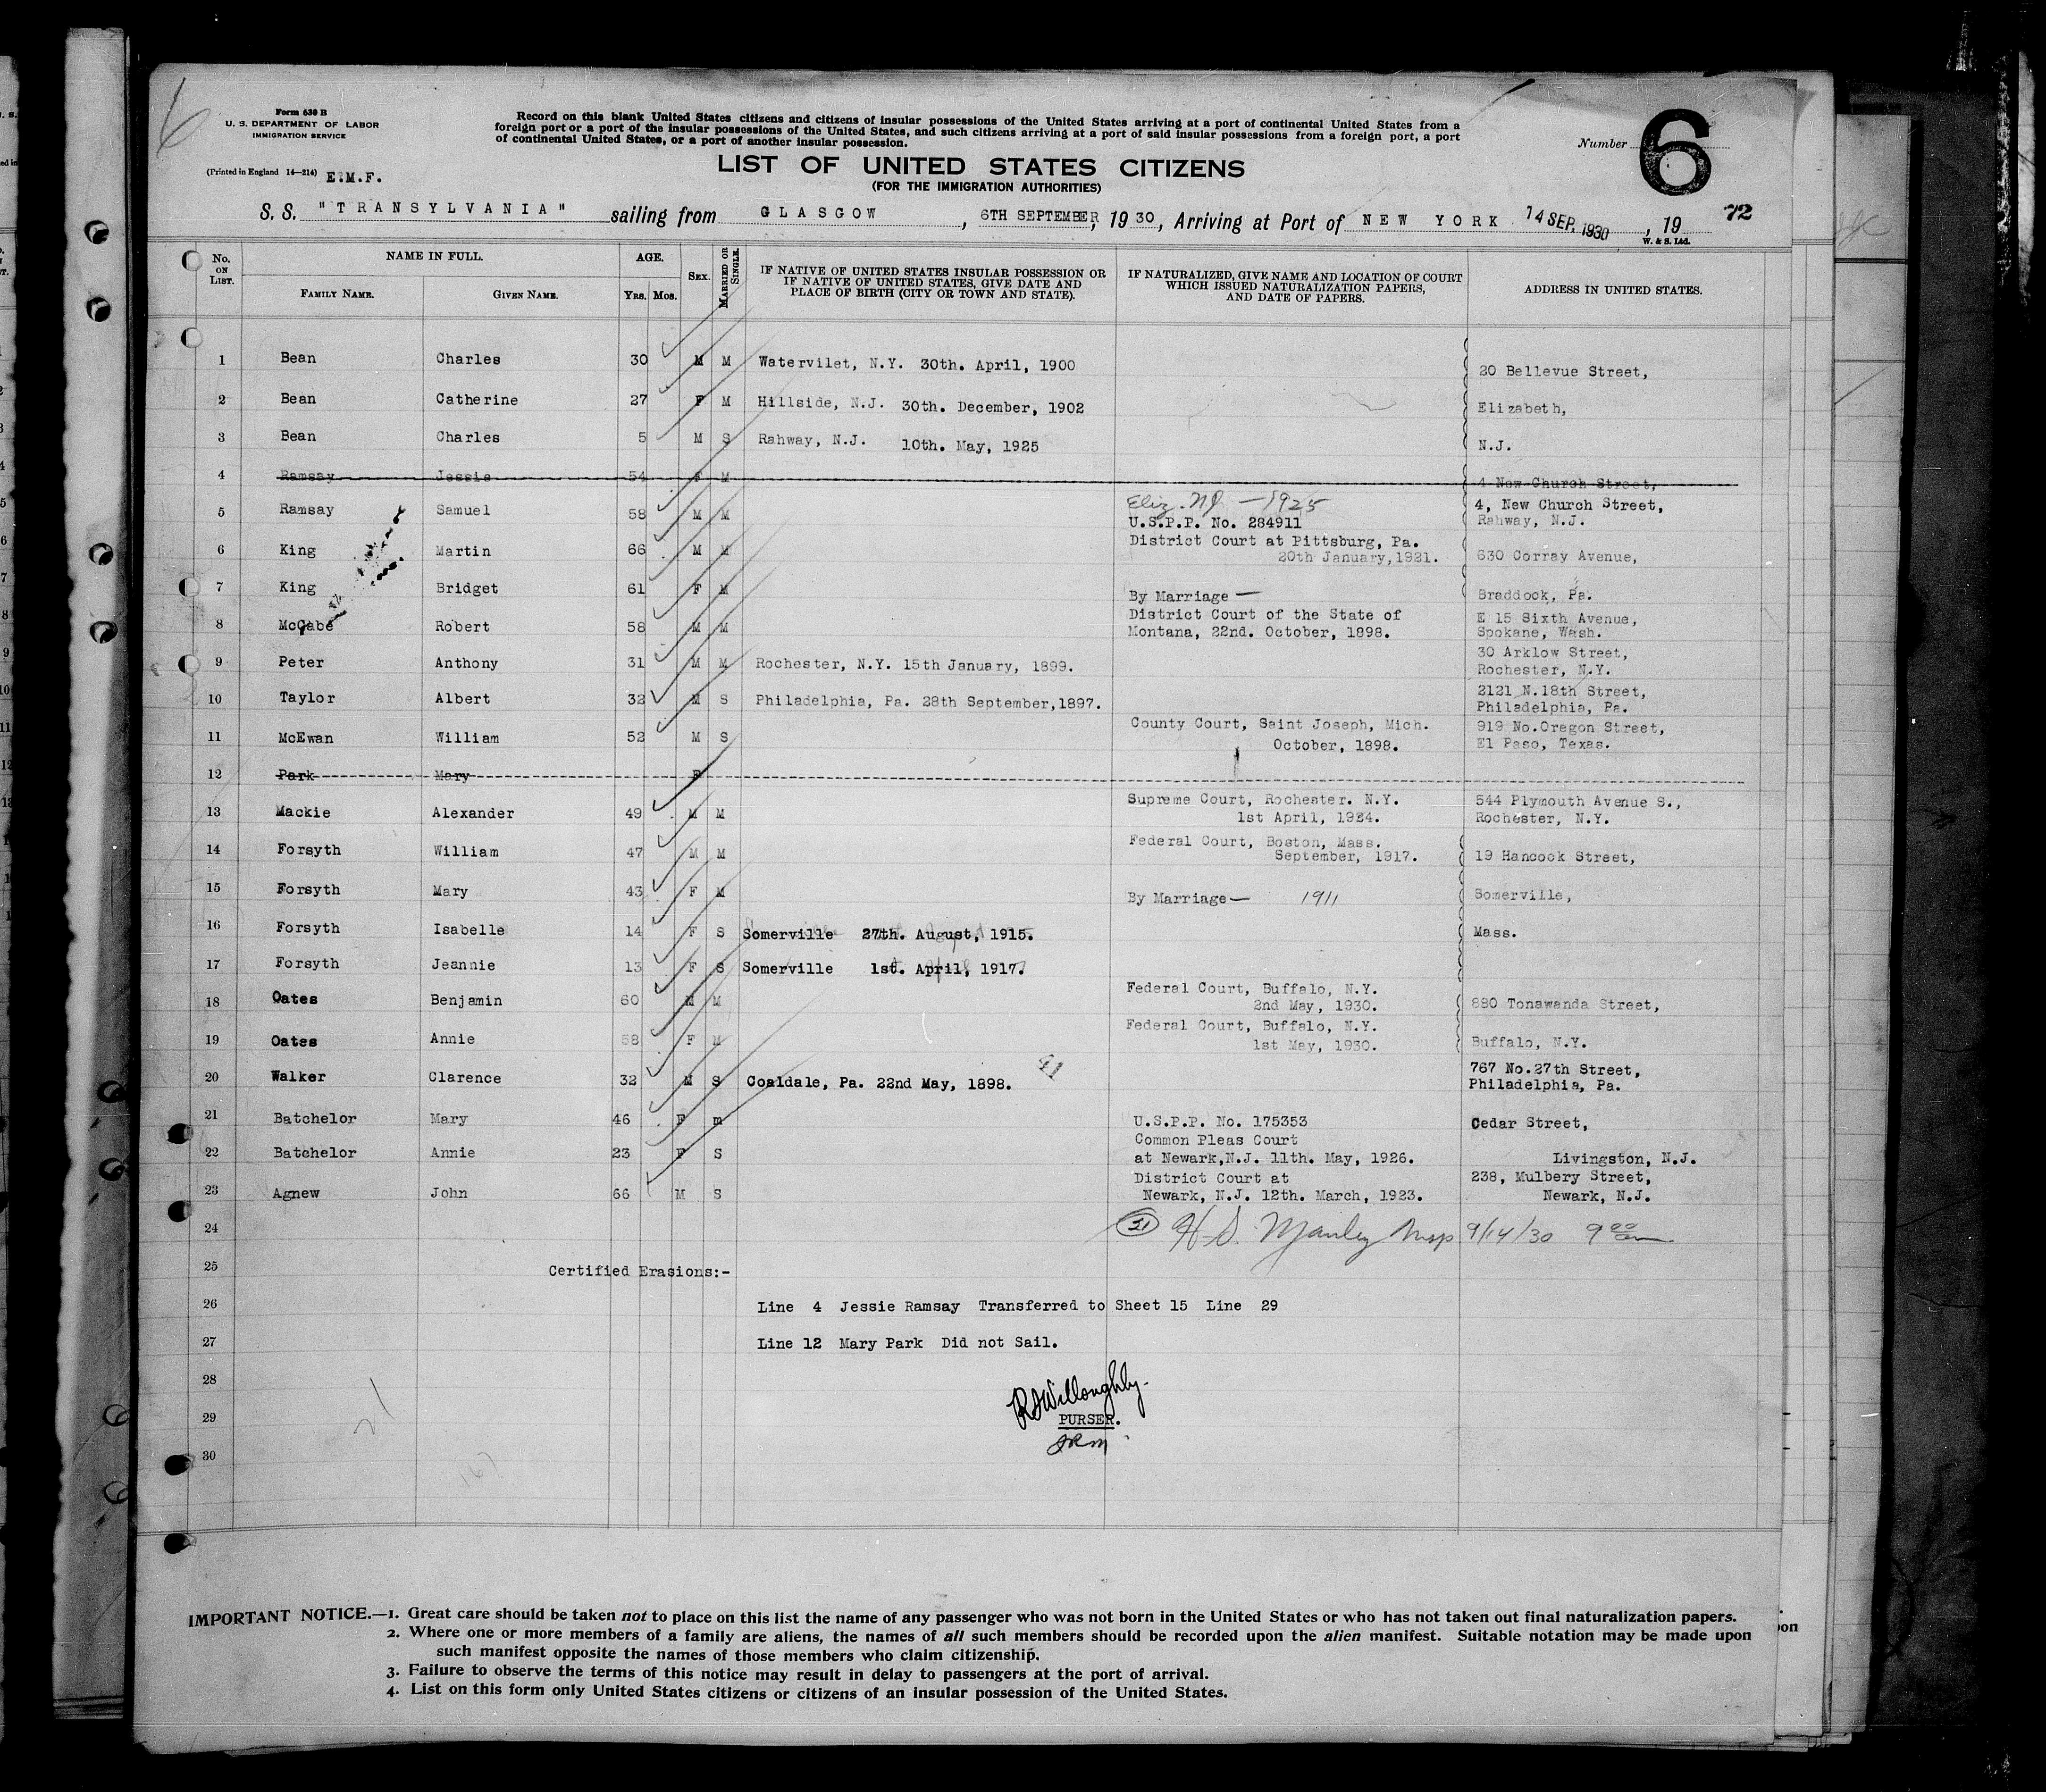 6
Form 630 B
U. S. DEPARTMENT OF LABOR
IMMIGRATION SERVICE
(Printed in England 14—214) E.M.F.
Record on this blank United States citizens and citizens of insular possessions of the United States arriving at a port of continental United States from a
foreign port or a port of the insular possessions of the United States, and such citizens arriving at a port of said insular possessions from a foreign port, a port
of continental United States, or a port of another insular possession.
Number 6
LIST OF UNITED STATES CITIZENS
(FOR THE IMMIGRATION AUTHORITIES)
S. S. "TRANSYLVANIA" sailing from GLASGOW, 6TH SEPTEMBER, 1930, Arriving at Port of NEW YORK 14 SEP. 1930, 19 72
W. & S. Ltd.
No. ON LIST. NAME IN FULL. AGE. SEX. MARRIED OR SINGLE. IF NATIVE OF UNITED STATES INSULAR POSSESSION OR IF NATIVE OF UNITED STATES, GIVE DATE AND PLACE OF BIRTH (CITY OR TOWN AND STATE). IF NATURALIZED, GIVE NAME AND LOCATION OF COURT WHICH ISSUED NATURALIZATION PAPERS, AND DATE OF PAPERS. ADDRESS IN UNITED STATES.
FAMILY NAME. GIVEN NAME. YRS. MOS.
1 Bean Charles 30 M M Watervilet, N.Y. 30th. April, 1900 20 Bellevue Street,
2 Bean Catherine 27 F M Hillside, N.J. 30th. December, 1902 Elizabeth,
3 Bean Charles 5 M S Rahway, N.J. 10th. May, 1925 N.J.
4 Ramsay Jessie 54 F M 4 New Church Street,
Eliz. NJ — 1925
5 Ramsay Samuel 58 M M U.S.P.P. No. 284911 4, New Church Street, Rahway, N.J.
6 King Martin 66 M M District Court at Pittsburg, Pa. 20th January, 1921. 630 Corray Avenue,
7 King Bridget 61 F M By Marriage — Braddock, Pa.
8 McCabe Robert 58 M M District Court of the State of Montana, 22nd. October, 1898. E 15 Sixth Avenue, Spokane, Wash.
9 Peter Anthony 31 M M Rochester, N.Y. 15th January, 1899. 30 Arklow Street, Rochester, N.Y.
10 Taylor Albert 32 M S Philadelphia, Pa. 28th September, 1897. 2121 N.18th Street, Philadelphia, Pa.
11 McEwan William 52 M S County Court, Saint Joseph, Mich. October, 1898. 919 No.Oregon Street, El Paso, Texas.
12 Park Mary F
13 Mackie Alexander 49 M M Supreme Court, Rochester. N.Y. 1st April, 1924. 544 Plymouth Avenue S., Rochester, N.Y.
14 Forsyth William 47 M M Federal Court, Boston, Mass. September, 1917. 19 Hancock Street,
15 Forsyth Mary 43 F M By Marriage — 1911 Somerville,
16 Forsyth Isabelle 14 F S Somerville 27th. August, 1915. Mass.
17 Forsyth Jeannie 13 F S Somerville 1st. April, 1917.
18 Oates Benjamin 60 M M Federal Court, Buffalo, N.Y. 2nd May, 1930. 880 Tonawanda Street,
19 Oates Annie 58 F M Federal Court, Buffalo, N.Y. 1st May, 1930. Buffalo, N.Y.
41
20 Walker Clarence 32 M S Coaldale, Pa. 22nd May, 1898. 767 No.27th Street, Philadelphia, Pa.
21 Batchelor Mary 46 F m U.S.P.P. No. 175353 Cedar Street,
22 Batchelor Annie 23 F S Common Pleas Court at Newark,N.J. 11th. May, 1926. Livingston, N.J.
23 Agnew John 66 M S District Court at Newark, N.J. 12th. March, 1923. 238, Mulbery Street, Newark, N.J.
24 21 H.S. Manley Insp 9/14/30 9 00 am
25 Certified Erasions:-
26 Line 4 Jessie Ramsay Transferred to Sheet 15 Line 29
27 Line 12 Mary Park Did not Sail.
28 RSWilloughby.
29 PURSER.
30
21
IMPORTANT NOTICE.—1. Great care should be taken not to place on this list the name of any passenger who was not born in the United States or who has not taken out final naturalization papers.
2. Where one or more members of a family are aliens, the names of all such members should be recorded upon the alien manifest. Suitable notation may be made upon
such manifest opposite the names of those members who claim citizenship.
3. Failure to observe the terms of this notice may result in delay to passengers at the port of arrival.
4. List on this form only United States citizens or citizens of an insular possession of the United States.